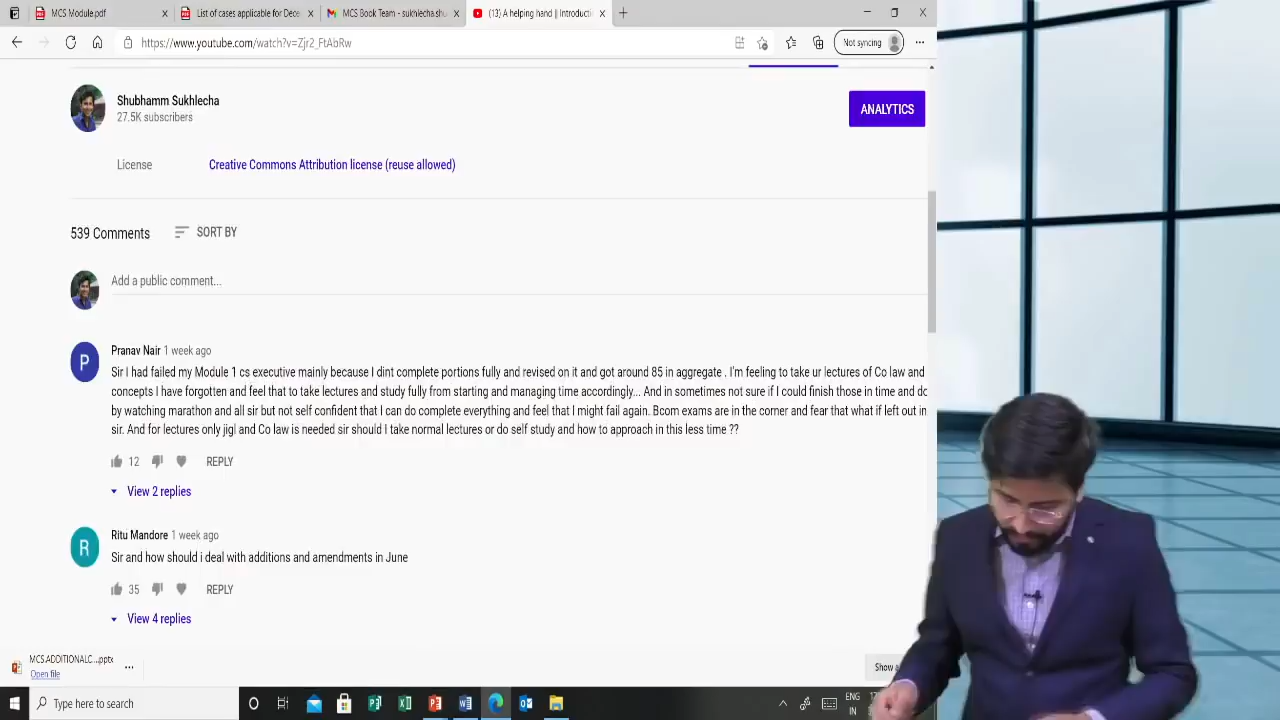 MCS Module.pdf
List of cases applicable for Dece
MCS Book Team - sukhlecha.shu
(13) A helping hand || Introducti
https://www.youtube.com/watch?v=Zjr2_FtAbRw
Not syncing
Shubhamm Sukhlecha
27.5K subscribers
ANALYTICS
License
Creative Commons Attribution license (reuse allowed)
539 Comments
SORT BY
Add a public comment...
P
Pranav Nair 1 week ago
Sir I had failed my Module 1 cs executive mainly because I dint complete portions fully and revised on it and got around 85 in aggregate . I'm feeling to take ur lectures of Co law and
concepts I have forgotten and feel that to take lectures and study fully from starting and managing time accordingly... And in sometimes not sure if I could finish those in time and do
by watching marathon and all sir but not self confident that I can do complete everything and feel that I might fail again. Bcom exams are in the corner and fear that what if left out in
sir. And for lectures only jigl and Co law is needed sir should I take normal lectures or do self study and how to approach in this less time ??
12
REPLY
View 2 replies
R
Ritu Mandore 1 week ago
Sir and how should i deal with additions and amendments in June
35
REPLY
View 4 replies
MCS.ADDITIONALC....pptx
Open file
Show
Type here to search
ENG
IN